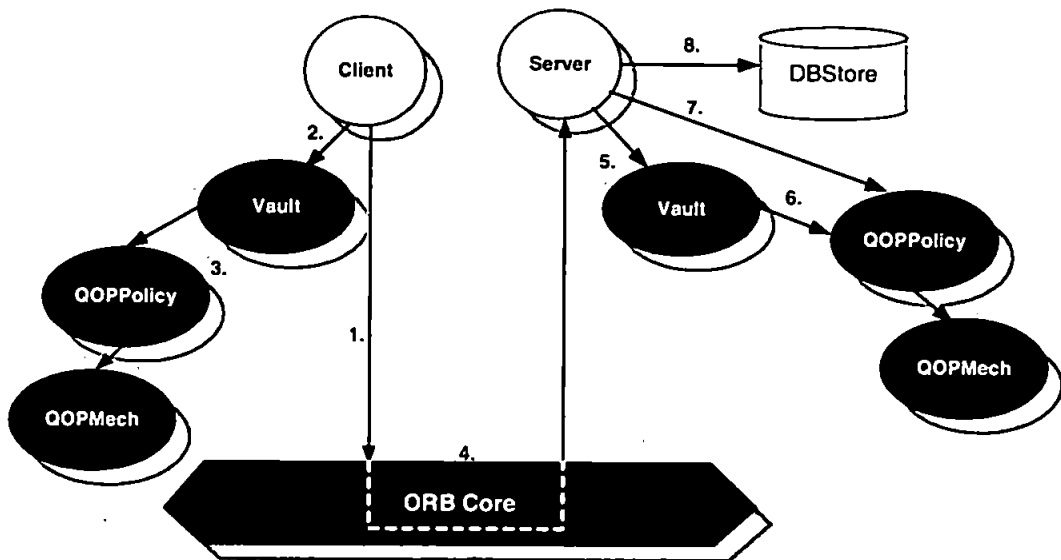 Client
Server
8.
DBStore
2.
7.
Vault
5.
Vault
6.
QOPPolicy
3.
QOPPolicy
1.
QOPMech
QOPMech
4.
ORB Core